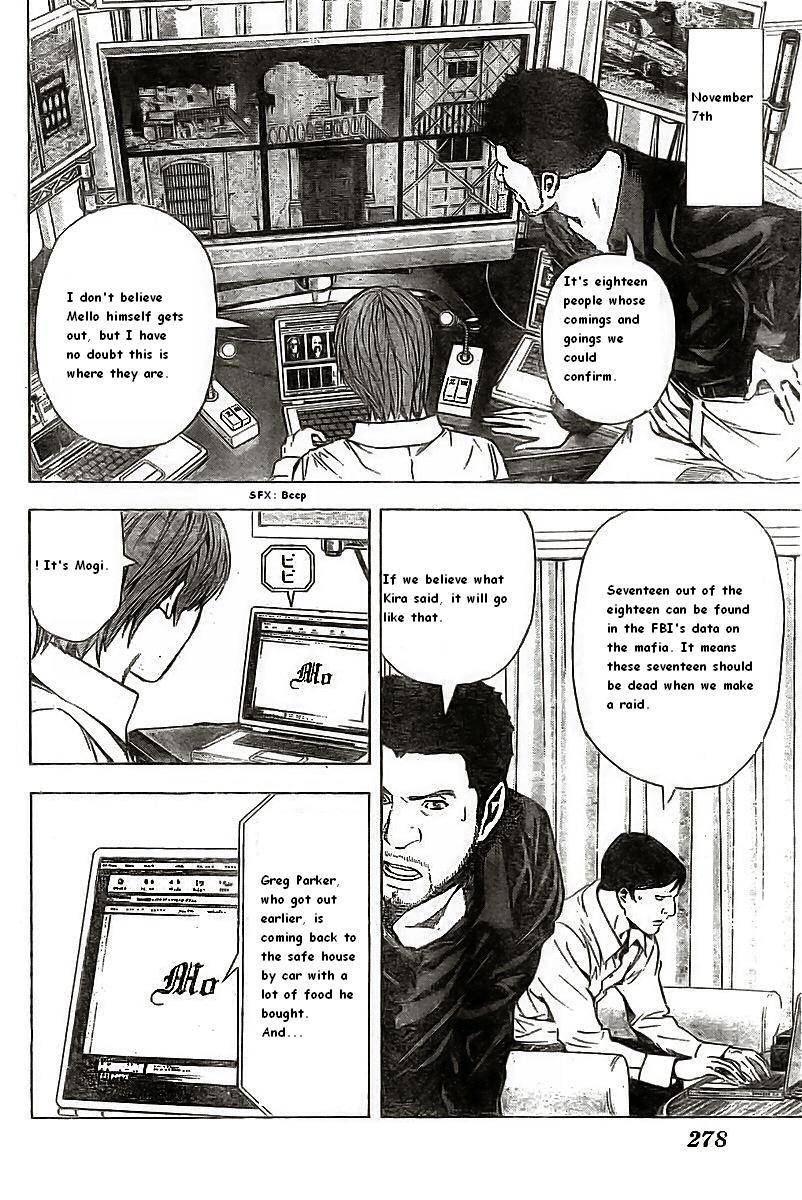 November
7th
It's eighteen
people whose
comings and
goings we
could
confirm.
I don't believe
Mello himself gets
out, but I have
no doubt this is
where they are.
SFX: Beep
Seventeen out of the
eighteen can be found
in the FBI's data on
the mafia. It means
these seventeen should
be dead when we make
a raid.
If we believe what
Kira said, it will go
like that.
ビ
ビ
! It's Mogi.
Mo
Greg Parker,
who got out
earlier, is
coming back to
the safe house
by car with a
lot of food he
bought.
And...
Mo
278